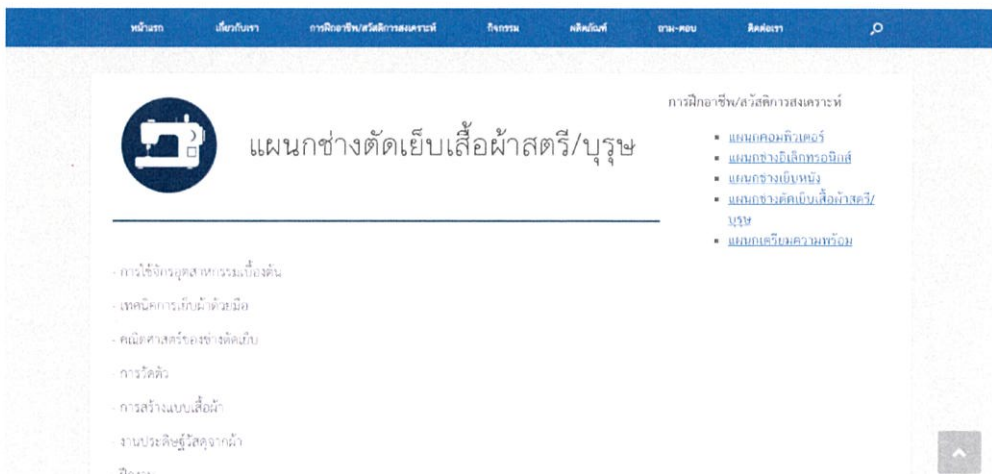 หน้าแรก เกี่ยวกับเรา การฝึกอาชีพ/สวัสดิการสงเคราะห์ กิจกรรม ผลิตภัณฑ์ ถาม-ตอบ ติดต่อเรา
แผนกช่างตัดเย็บเสื้อผ้าสตรี/บุรุษ
- การใช้จักรอุตสาหกรรมเบื้องต้น
- เทคนิคการเย็บผ้าด้วยมือ
- คณิตศาสตร์ของช่างตัดเย็บ
- การวัดตัว
- การสร้างแบบเสื้อผ้า
- งานประดิษฐ์วัสดุจากผ้า
การฝึกอาชีพ/สวัสดิการสงเคราะห์
แผนกคอมพิวเตอร์
แผนกช่างอิเล็กทรอนิกส์
แผนกช่างเย็บหนัง
แผนกช่างตัดเย็บเสื้อผ้าสตรี/
บุรุษ
แผนกเตรียมความพร้อม